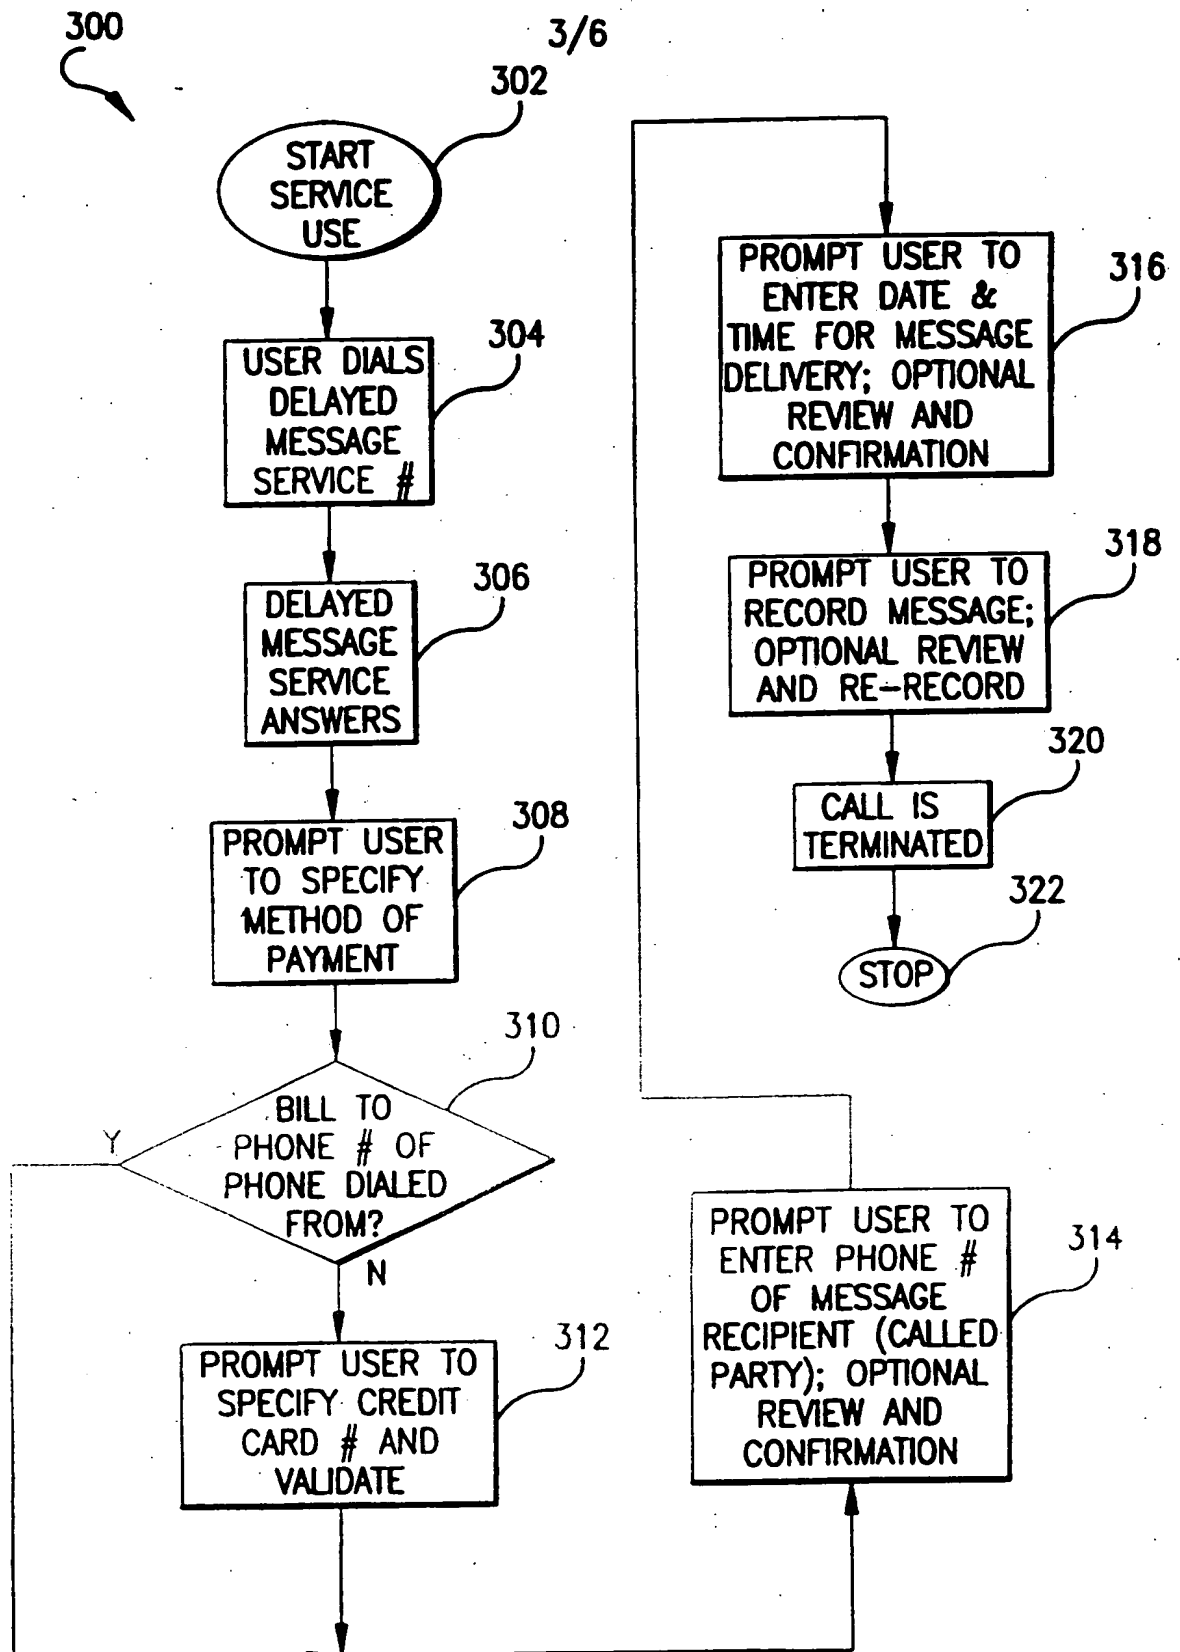 300
3/6
302
START
SERVICE
USE
304
USER DIALS
DELAYED
MESSAGE
SERVICE #
306
DELAYED
MESSAGE
SERVICE
ANSWERS
308
PROMPT USER
TO SPECIFY
METHOD OF
PAYMENT
310
BILL TO
PHONE # OF
PHONE DIALED
FROM?
Y
N
312
PROMPT USER TO
SPECIFY CREDIT
CARD # AND
VALIDATE
314
PROMPT USER TO
ENTER PHONE #
OF MESSAGE
RECIPIENT (CALLED
PARTY); OPTIONAL
REVIEW AND
CONFIRMATION
316
PROMPT USER TO
ENTER DATE &
TIME FOR MESSAGE
DELIVERY; OPTIONAL
REVIEW AND
CONFIRMATION
318
PROMPT USER TO
RECORD MESSAGE;
OPTIONAL REVIEW
AND RE-RECORD
320
CALL IS
TERMINATED
322
STOP